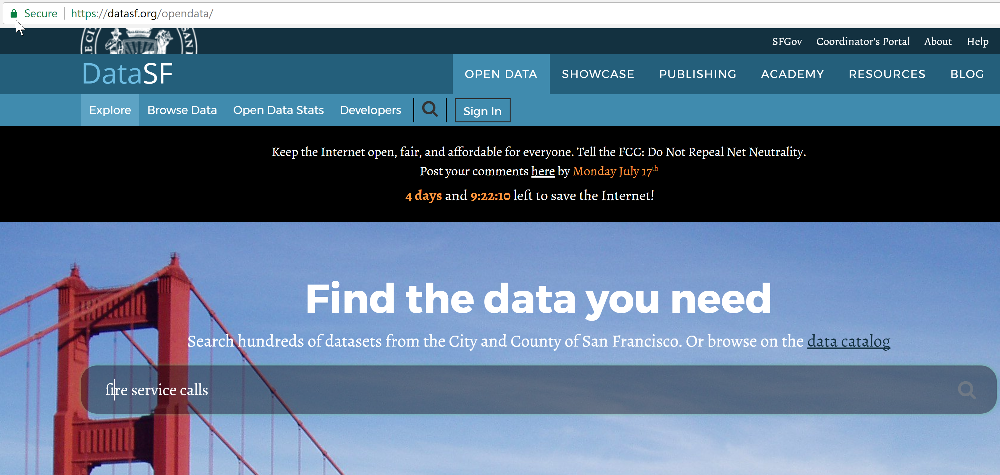 Secure https://datasf.org/opendata/
SFGov Coordinator's Portal About Help
DataSF OPEN DATA SHOWCASE PUBLISHING ACADEMY RESOURCES BLOG
Explore Browse Data Open Data Stats Developers Sign In
Keep the Internet open, fair, and affordable for everyone. Tell the FCC: Do Not Repeal Net Neutrality.
Post your comments here by Monday July 17th
4 days and 9:22:10 left to save the Internet!
Find the data you need
Search hundreds of datasets from the City and County of San Francisco. Or browse on the data catalog
fire service calls